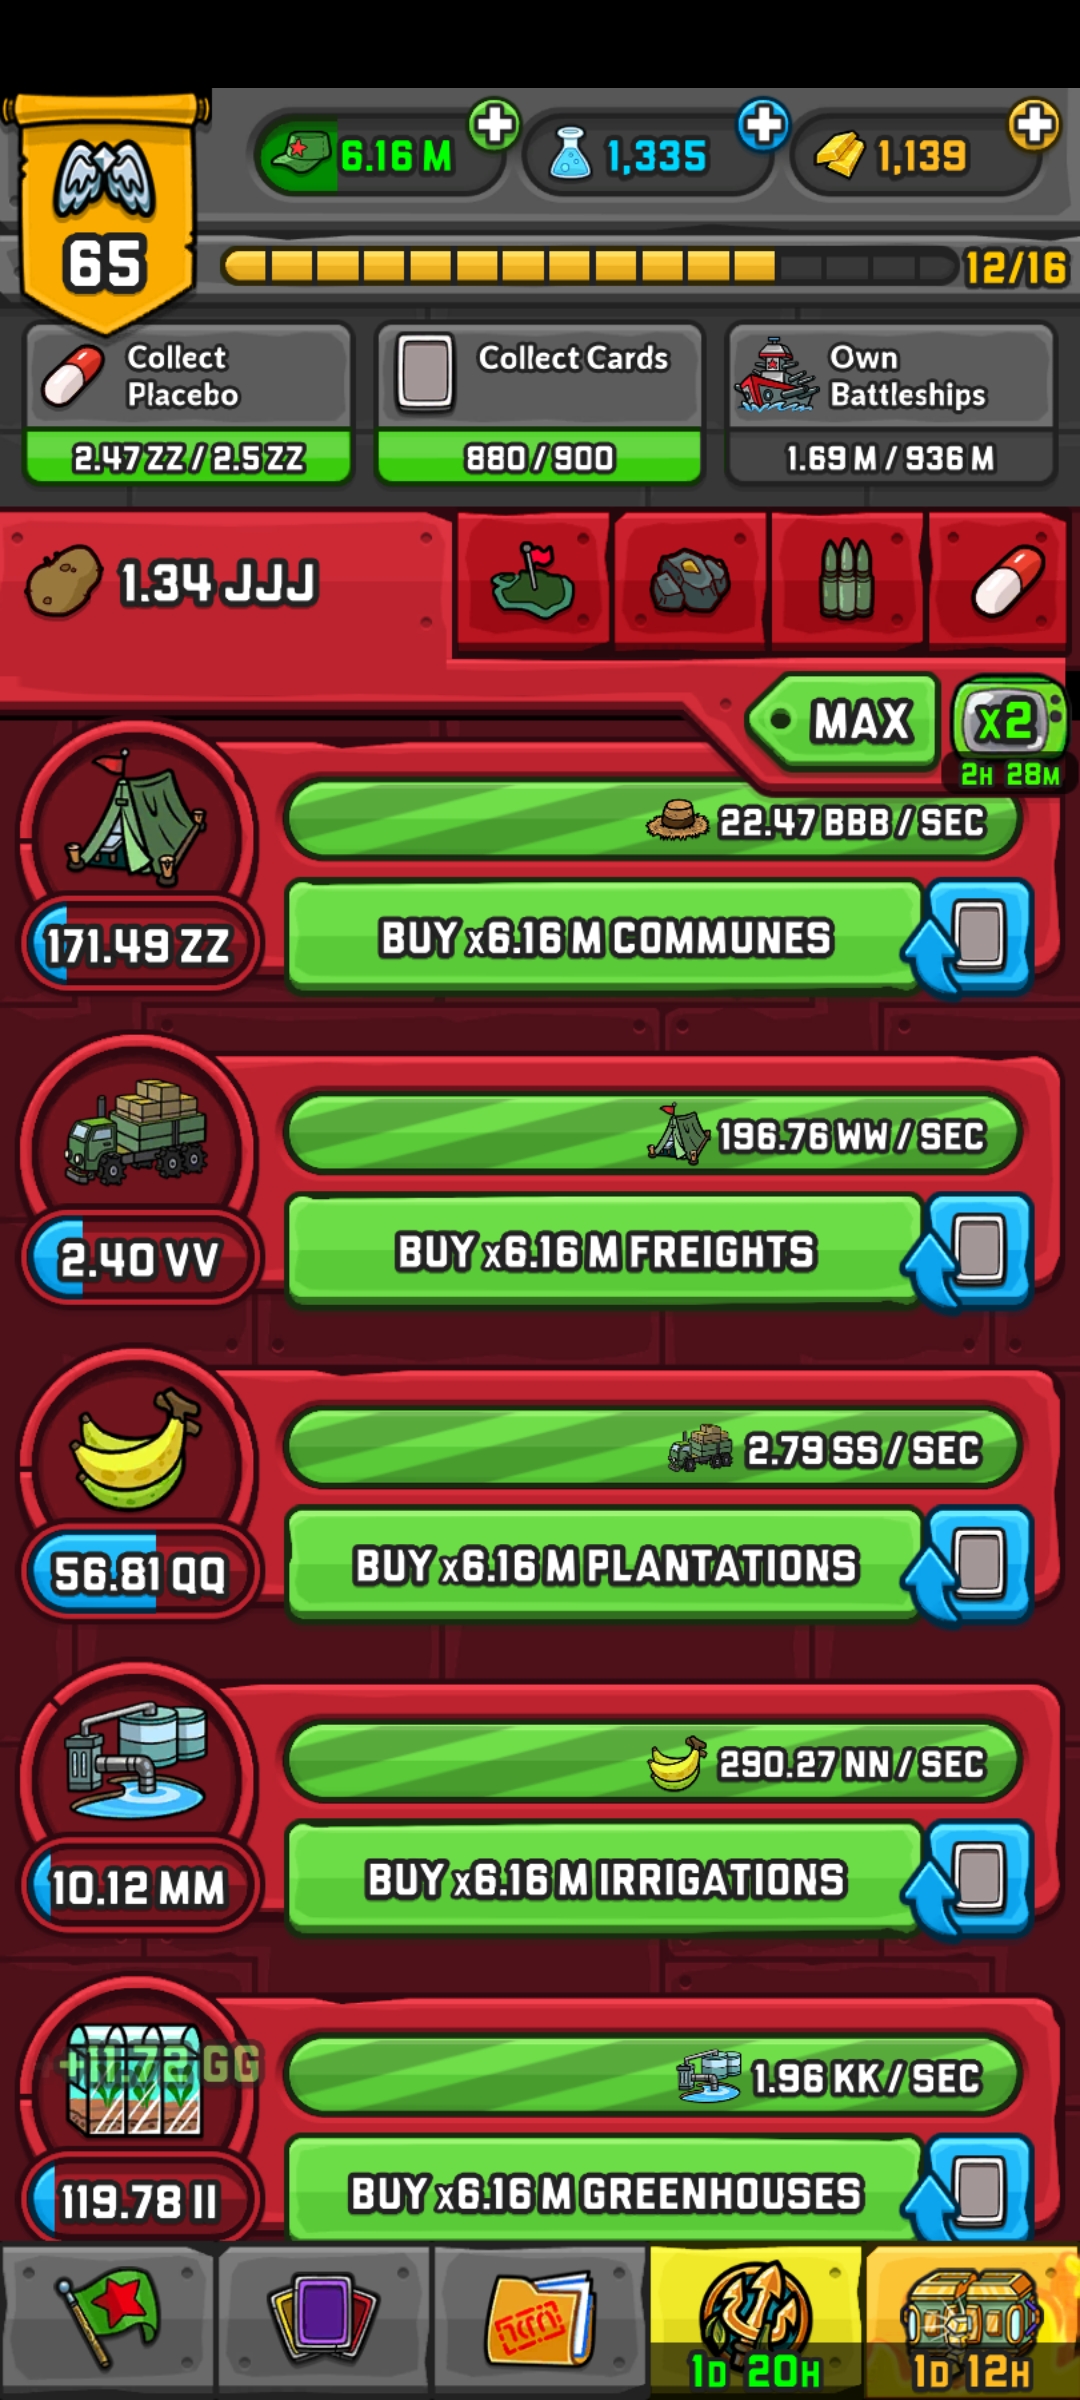 65
6.16 M
1,335
1,139
12/16
Collect
Placebo
2.47 ZZ / 2.5 ZZ
Collect Cards
880 / 900
Own
Battleships
1.69 M / 936 M
1.34 JJJ
MAX
x2
2H 28M
22.47 BBB / SEC
171.49 ZZ
BUY x6.16 M COMMUNES
196.76 WW / SEC
2.40 VV
BUY x6.16 M FREIGHTS
2.79 SS / SEC
56.81 QQ
BUY x6.16 M PLANTATIONS
290.27 NN / SEC
10.12 MM
BUY x6.16 M IRRIGATIONS
+11.72 GG
1.96 KK / SEC
119.78 II
BUY x6.16 M GREENHOUSES
1D 20H
1D 12H